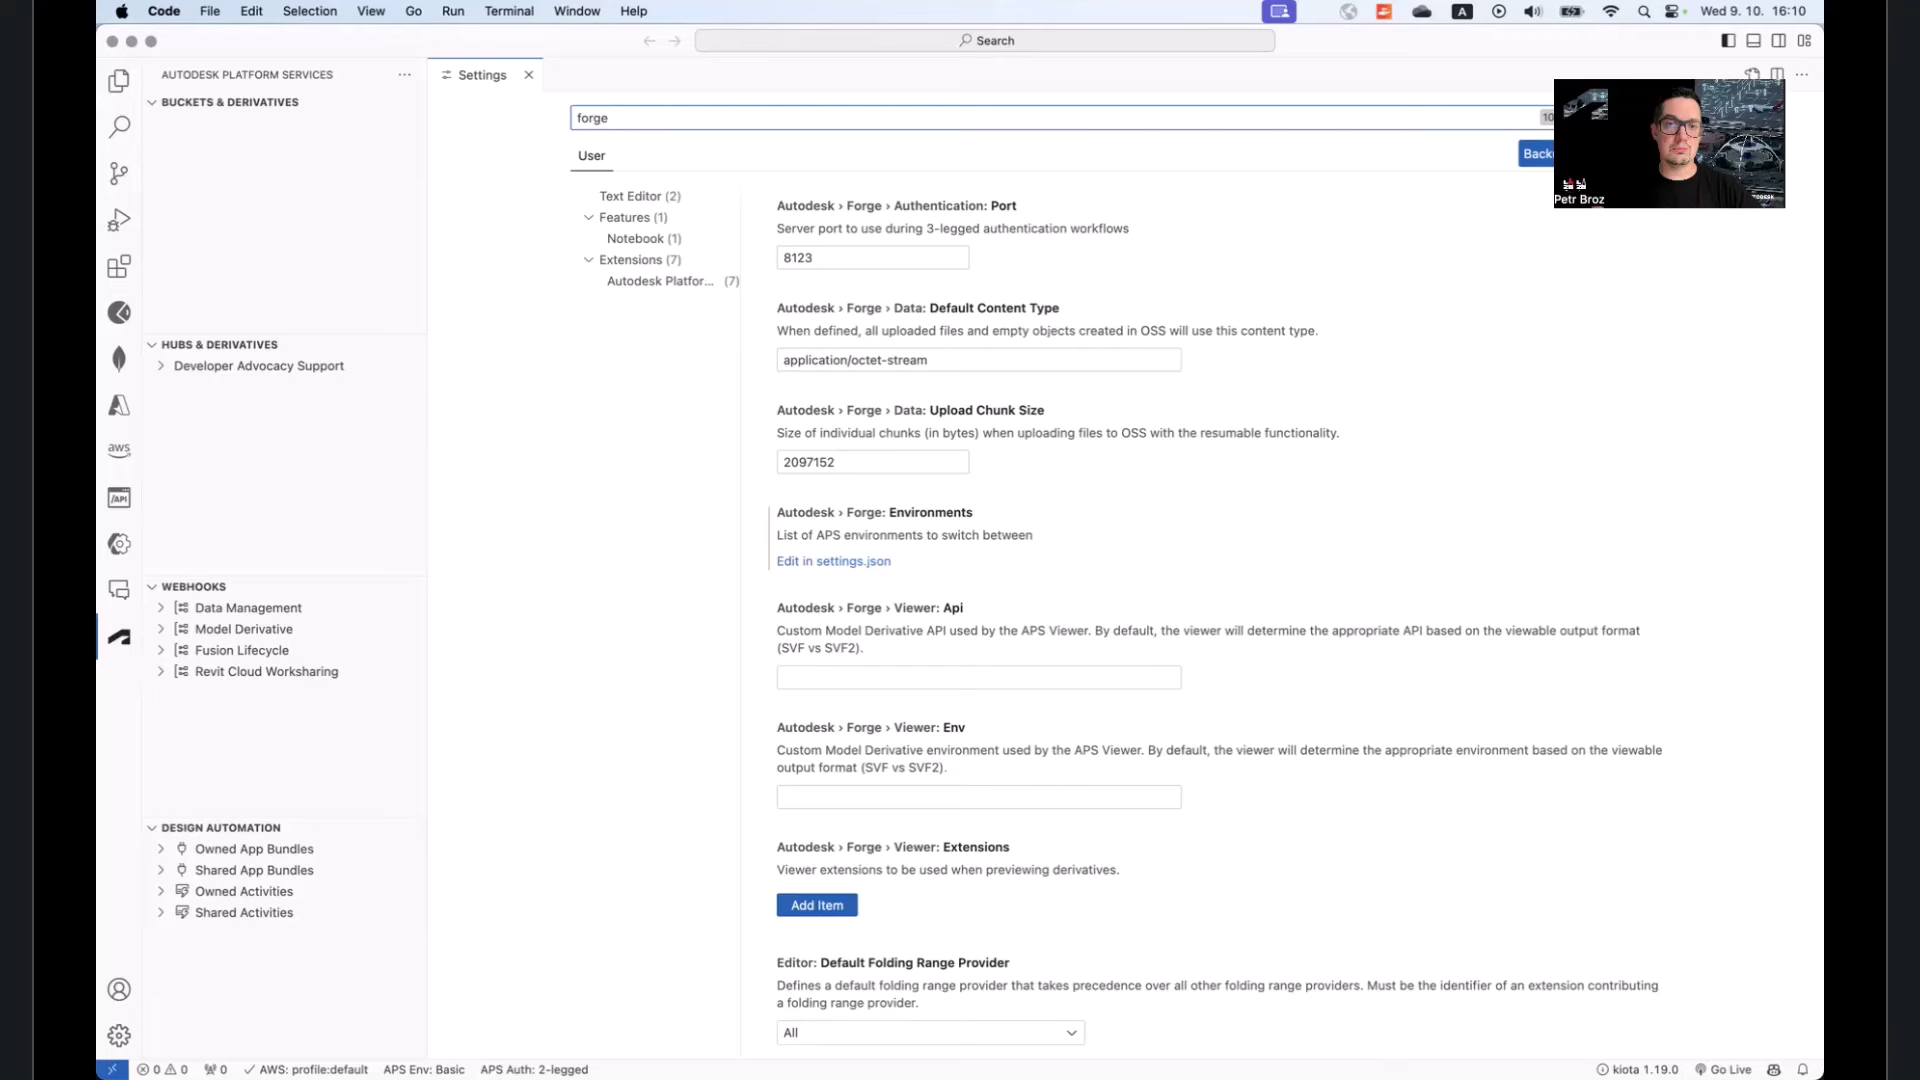 Code File Edit Selection View Go Run Terminal Window Help
A
Wed 9. 10. 16:10
Search
AUTODESK PLATFORM SERVICES
BUCKETS & DERIVATIVES
HUBS & DERIVATIVES
Developer Advocacy Support
WEBHOOKS
Data Management
Model Derivative
Fusion Lifecycle
Revit Cloud Worksharing
DESIGN AUTOMATION
Owned App Bundles
Shared App Bundles
Owned Activities
Shared Activities
aws
/API
Settings
forge
10
User
Back
Text Editor (2)
Features (1)
Notebook (1)
Extensions (7)
Autodesk Platfor... (7)
Autodesk › Forge › Authentication: Port
Server port to use during 3-legged authentication workflows
8123
Autodesk › Forge › Data: Default Content Type
When defined, all uploaded files and empty objects created in OSS will use this content type.
application/octet-stream
Autodesk › Forge › Data: Upload Chunk Size
Size of individual chunks (in bytes) when uploading files to OSS with the resumable functionality.
2097152
Autodesk › Forge: Environments
List of APS environments to switch between
Edit in settings.json
Autodesk › Forge › Viewer: Api
Custom Model Derivative API used by the APS Viewer. By default, the viewer will determine the appropriate API based on the viewable output format
(SVF vs SVF2).
Autodesk › Forge › Viewer: Env
Custom Model Derivative environment used by the APS Viewer. By default, the viewer will determine the appropriate environment based on the viewable
output format (SVF vs SVF2).
Autodesk › Forge › Viewer: Extensions
Viewer extensions to be used when previewing derivatives.
Add Item
Editor: Default Folding Range Provider
Defines a default folding range provider that takes precedence over all other folding range providers. Must be the identifier of an extension contributing
a folding range provider.
All
Petr Broz
0 0 0 AWS: profile:default APS Env: Basic APS Auth: 2-legged
kiota 1.19.0 Go Live